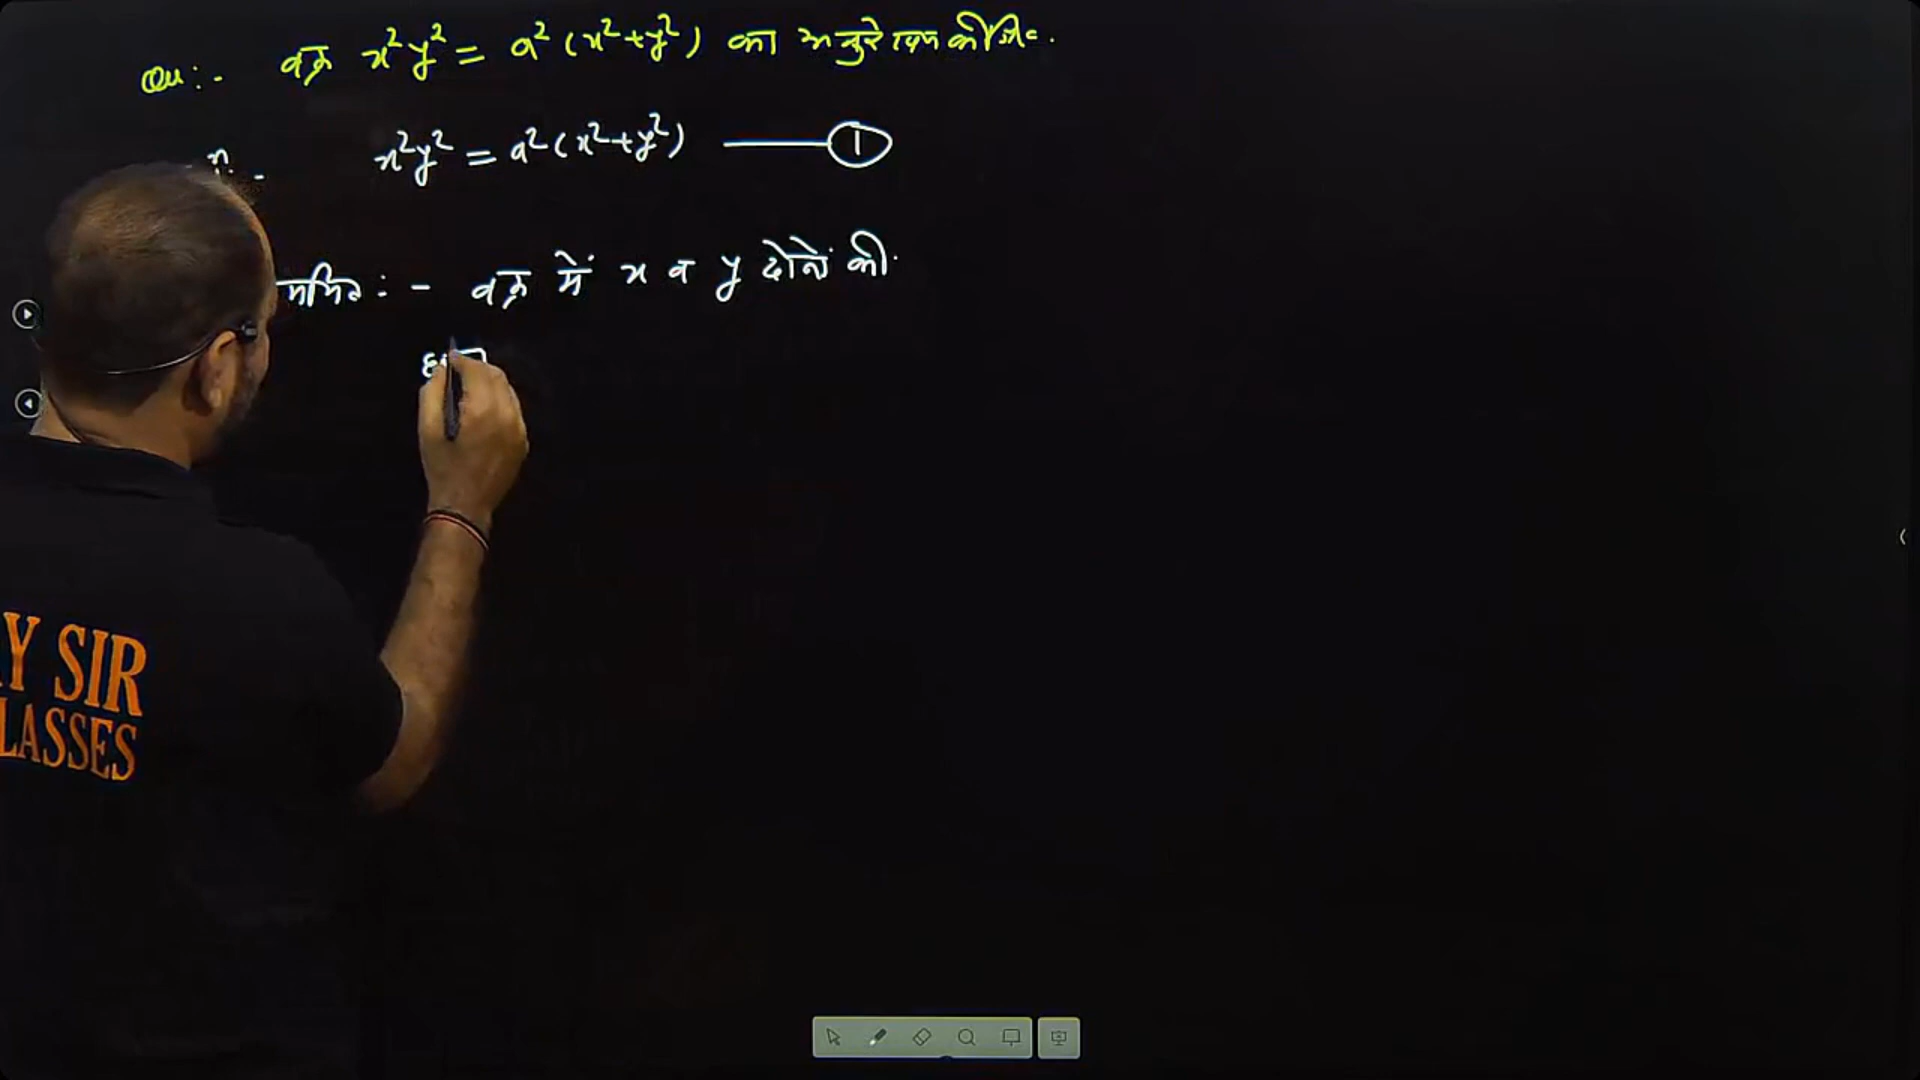 Qu:- वक्र x²y² = a²(x²+y²) का अनुरेखण कीजिए.
x²y² = a²(x²+y²) ——— ①
:- वक्र में x व y दोनों की
Y SIR
LASSES